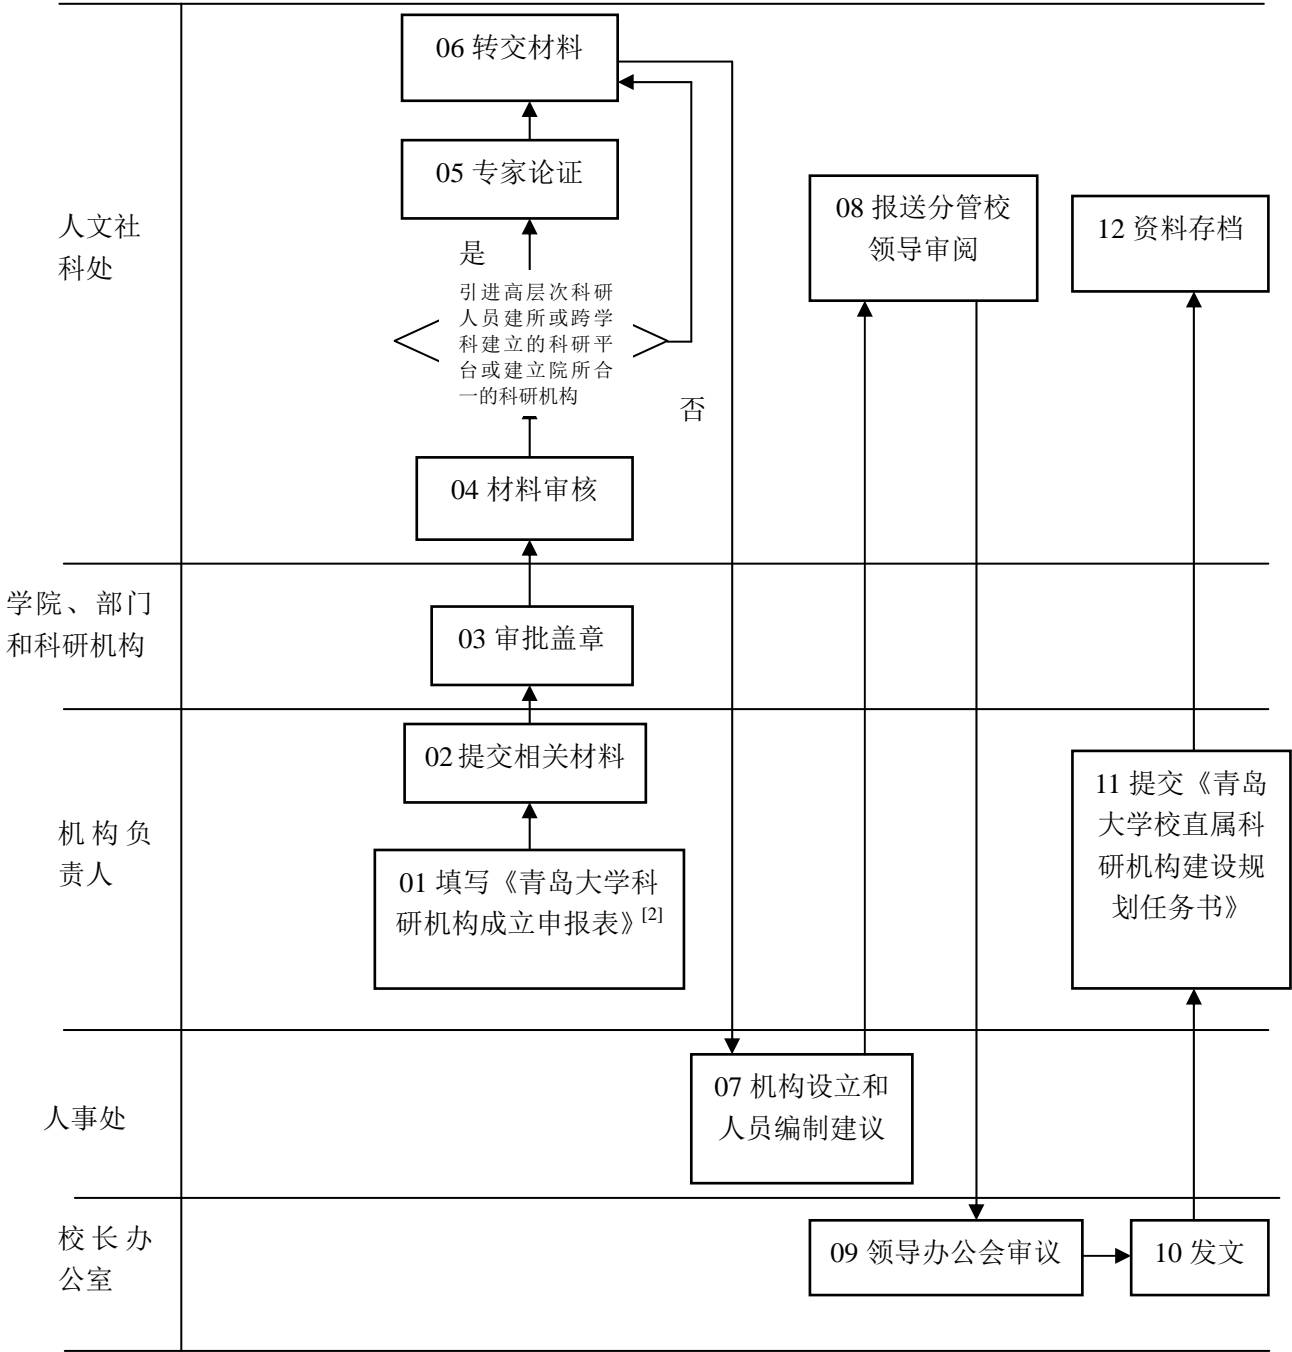 06 转交材料
05 专家论证
08 报送分管校
领导审阅
12 资料存档
人文社
科处
是
引进高层次科研
人员建所或跨学
科建立的科研平
台或建立院所合
一的科研机构
否
04 材料审核
学院、部门
和科研机构
03 审批盖章
02 提交相关材料
机构负
责人
01 填写《青岛大学科
研机构成立申报表》[2]
11 提交《青岛
大学校直属科
研机构建设规
划任务书》
人事处
07 机构设立和
人员编制建议
校长办
公室
09 领导办公会审议
10 发文